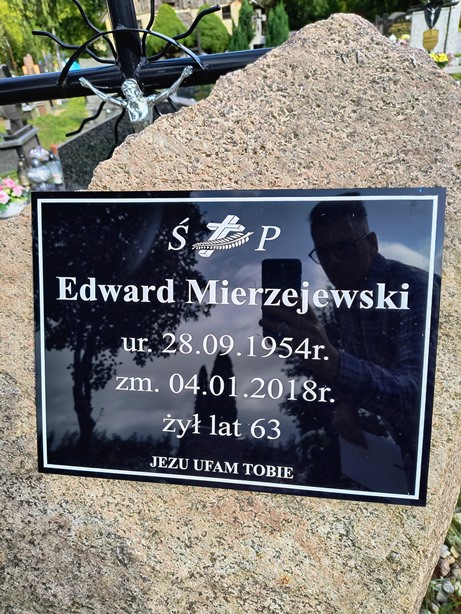 Ś P
Edward Mierzejewski
ur. 28.09.1954r.
zm. 04.01.2018r.
żył lat 63
JEZU UFAM TOBIE